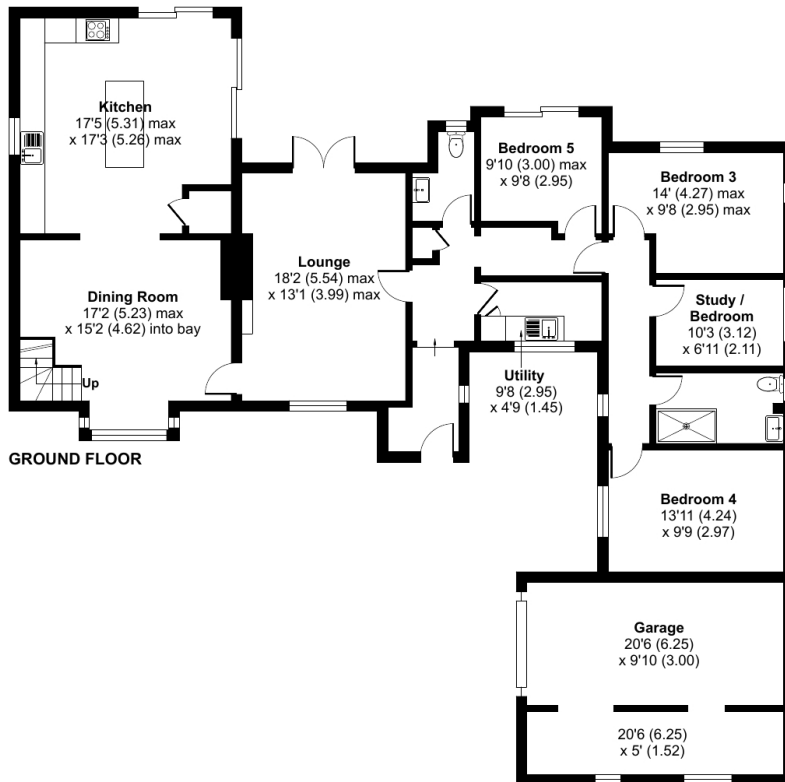 Kitchen
17'5 (5.31) max
x 17'3 (5.26) max
Bedroom 5
9'10 (3.00) max
x 9'8 (2.95)
Bedroom 3
14' (4.27) max
x 9'8 (2.95) max
Lounge
18'2 (5.54) max
x 13'1 (3.99) max
Dining Room
17'2 (5.23) max
x 15'2 (4.62) into bay
Study /
Bedroom
10'3 (3.12)
x 6'11 (2.11)
Up
Utility
9'8 (2.95)
x 4'9 (1.45)
GROUND FLOOR
Bedroom 4
13'11 (4.24)
x 9'9 (2.97)
Garage
20'6 (6.25)
x 9'10 (3.00)
20'6 (6.25)
x 5' (1.52)